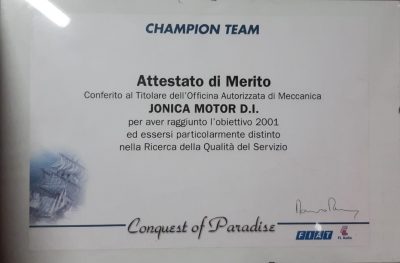 CHAMPION TEAM
Attestato di Merito
Conferito al Titolare dell'Officina Autorizzata di Meccanica
JONICA MOTOR D.I.
per aver raggiunto l'obiettivo 2001
ed essersi particolarmente distinto
nella Ricerca della Qualità del Servizio
Conquest of Paradise
FIAT